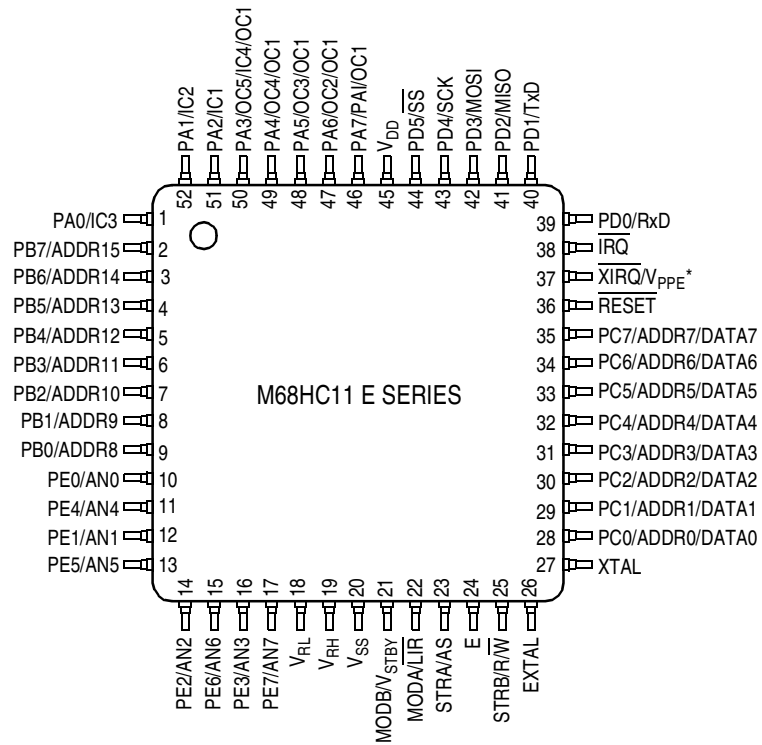 PA1/IC2
PA2/IC1
PA3/OC5/IC4/OC1
PA4/OC4/OC1
PA5/OC3/OC1
PA6/OC2/OC1
PA7/PAI/OC1
VDD
PD5/S̅S̅
PD4/SCK
PD3/MOSI
PD2/MISO
PD1/TxD
52
51
50
49
48
47
46
45
44
43
42
41
40
PA0/IC3 1
PB7/ADDR15 2
PB6/ADDR14 3
PB5/ADDR13 4
PB4/ADDR12 5
PB3/ADDR11 6
PB2/ADDR10 7
PB1/ADDR9 8
PB0/ADDR8 9
PE0/AN0 10
PE4/AN4 11
PE1/AN1 12
PE5/AN5 13
M68HC11 E SERIES
39 PD0/RxD
38 I̅R̅Q̅
37 X̅I̅R̅Q̅/VPPE*
36 R̅E̅S̅E̅T̅
35 PC7/ADDR7/DATA7
34 PC6/ADDR6/DATA6
33 PC5/ADDR5/DATA5
32 PC4/ADDR4/DATA4
31 PC3/ADDR3/DATA3
30 PC2/ADDR2/DATA2
29 PC1/ADDR1/DATA1
28 PC0/ADDR0/DATA0
27 XTAL
14
15
16
17
18
19
20
21
22
23
24
25
26
PE2/AN2
PE6/AN6
PE3/AN3
PE7/AN7
VRL
VRH
VSS
MODB/VSTBY
MODA/L̅I̅R̅
STRA/AS
E
STRB/R/W̅
EXTAL